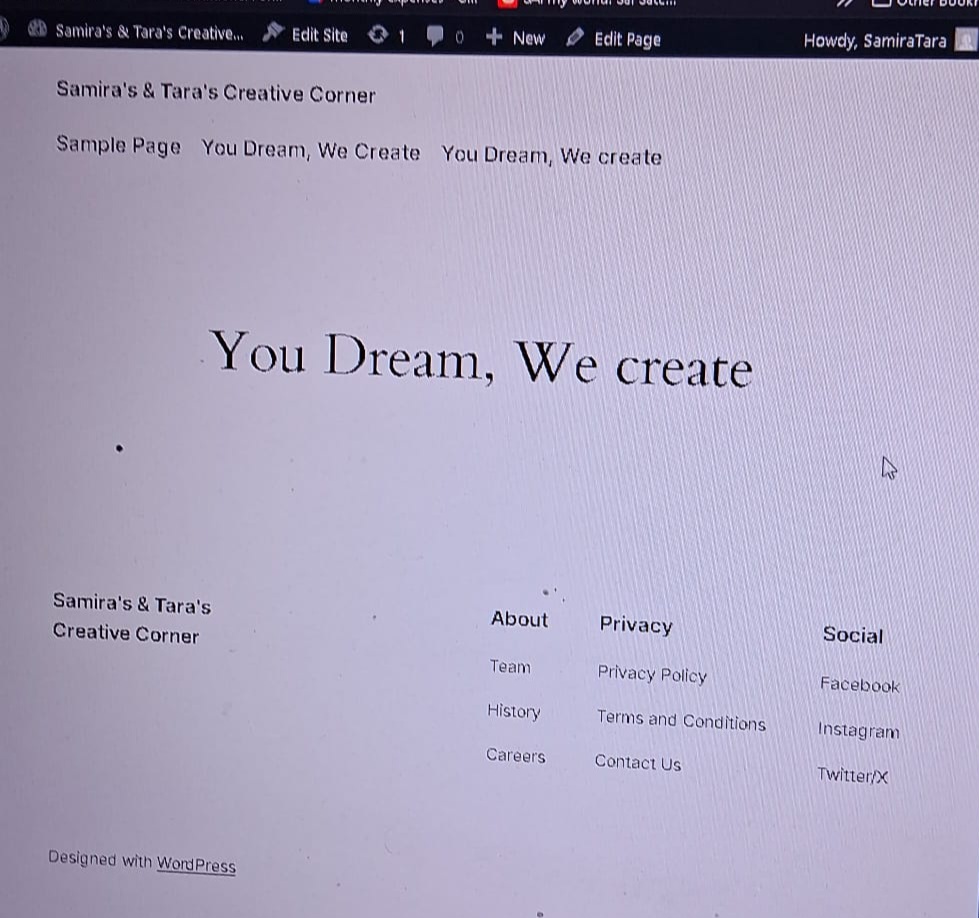 Samira's & Tara's Creative... Edit Site 1 0 New Edit Page Howdy, SamiraTara
Samira's & Tara's Creative Corner
Sample Page You Dream, We Create You Dream, We create
You Dream, We create
Samira's & Tara's
Creative Corner
About
Team
History
Careers
Privacy
Privacy Policy
Terms and Conditions
Contact Us
Social
Facebook
Instagram
Twitter/X
Designed with WordPress